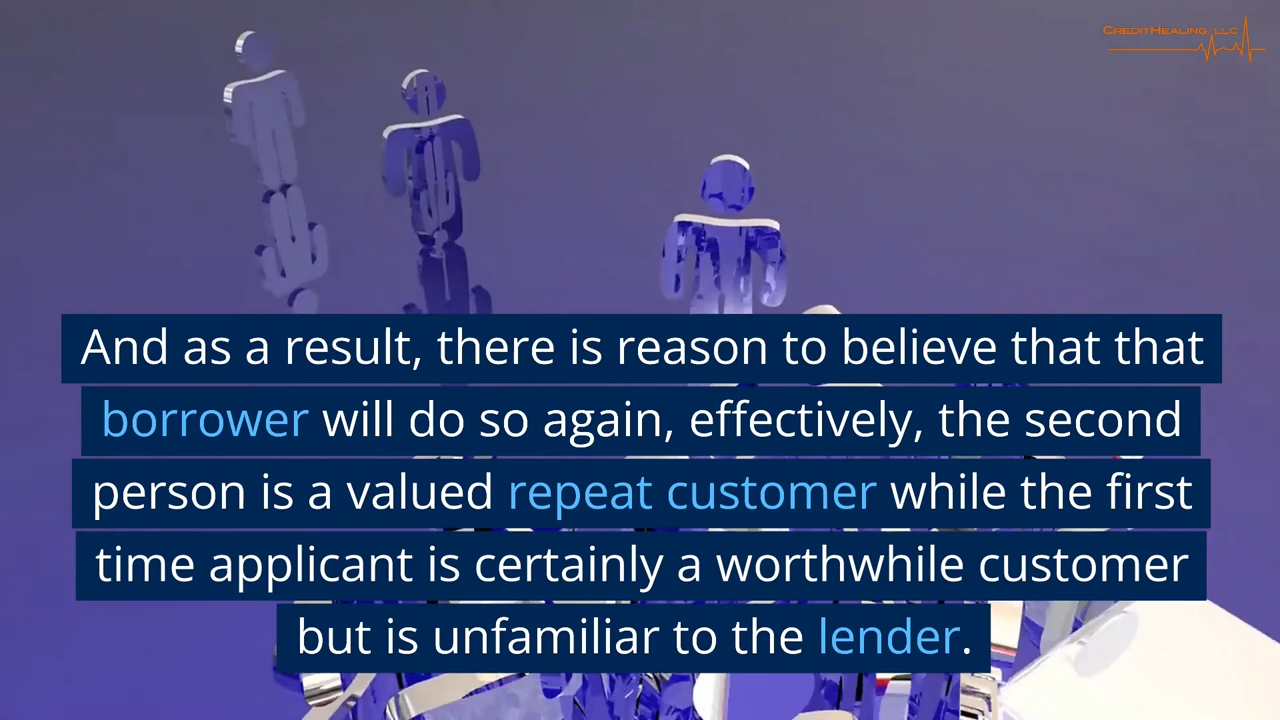 CREDITHEALING, LLC
And as a result, there is reason to believe that that
borrower will do so again, effectively, the second
person is a valued repeat customer while the first
time applicant is certainly a worthwhile customer
but is unfamiliar to the lender.